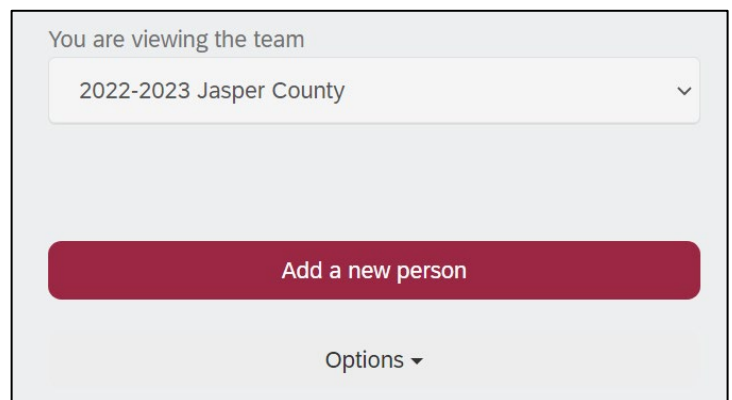 You are viewing the team
2022-2023 Jasper County
Add a new person
Options